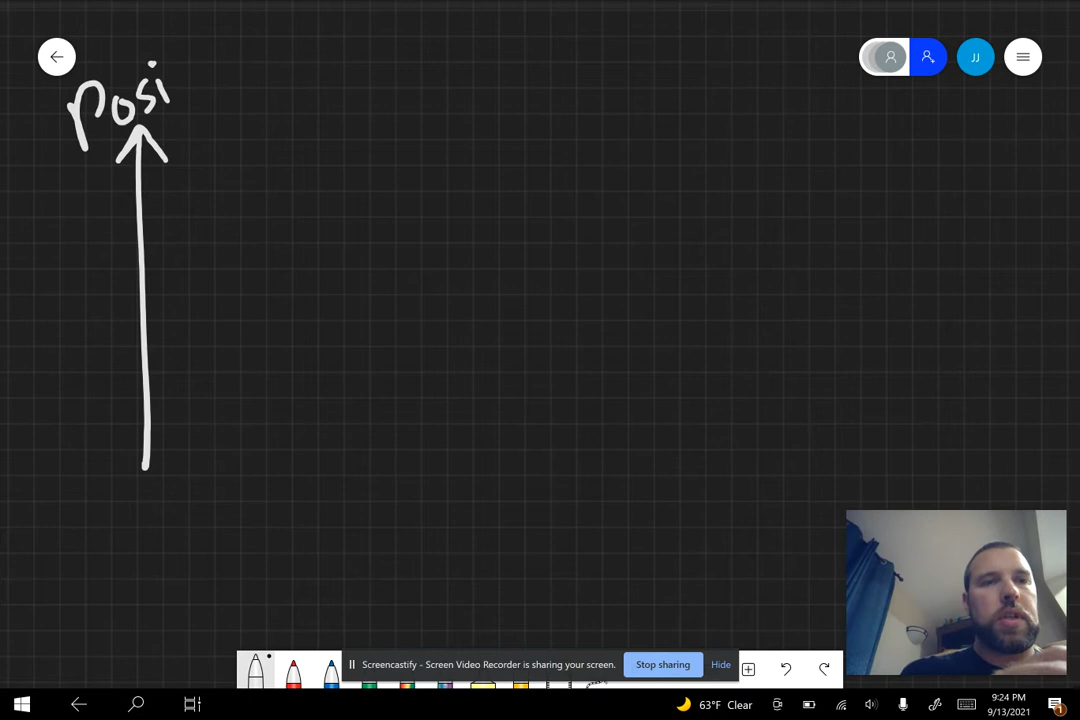 Posi
JJ
Screencastify - Screen Video Recorder is sharing your screen.
Stop sharing
Hide
63°F Clear
9:24 PM
9/13/2021
1